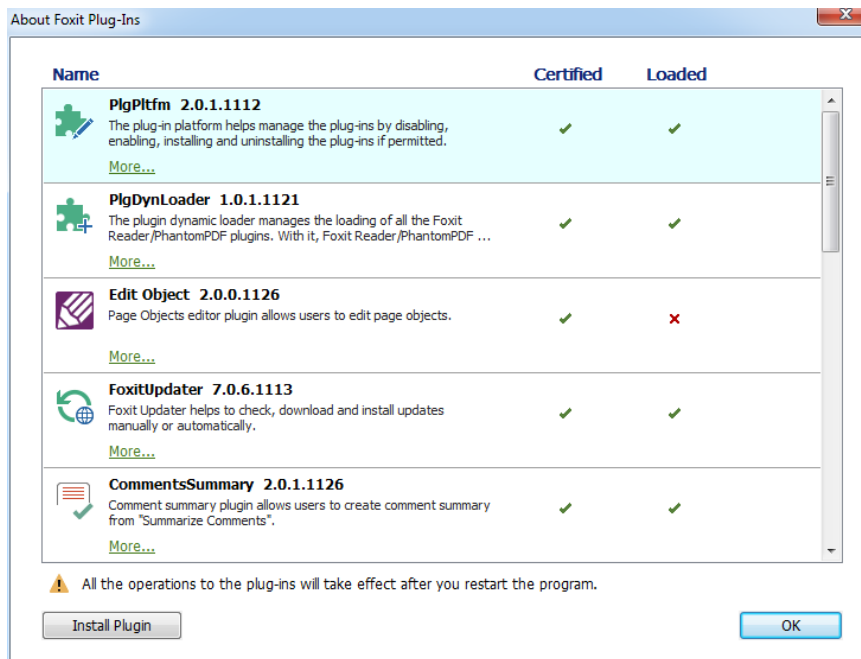 About Foxit Plug-Ins
Name Certified Loaded
PlgPltfm 2.0.1.1112
The plug-in platform helps manage the plug-ins by disabling,
enabling, installing and uninstalling the plug-ins if permitted.
More...
PlgDynLoader 1.0.1.1121
The plugin dynamic loader manages the loading of all the Foxit
Reader/PhantomPDF plugins. With it, Foxit Reader/PhantomPDF ...
More...
Edit Object 2.0.0.1126
Page Objects editor plugin allows users to edit page objects.
More...
FoxitUpdater 7.0.6.1113
Foxit Updater helps to check, download and install updates
manually or automatically.
More...
CommentsSummary 2.0.1.1126
Comment summary plugin allows users to create comment summary
from "Summarize Comments".
More...
All the operations to the plug-ins will take effect after you restart the program.
Install Plugin OK